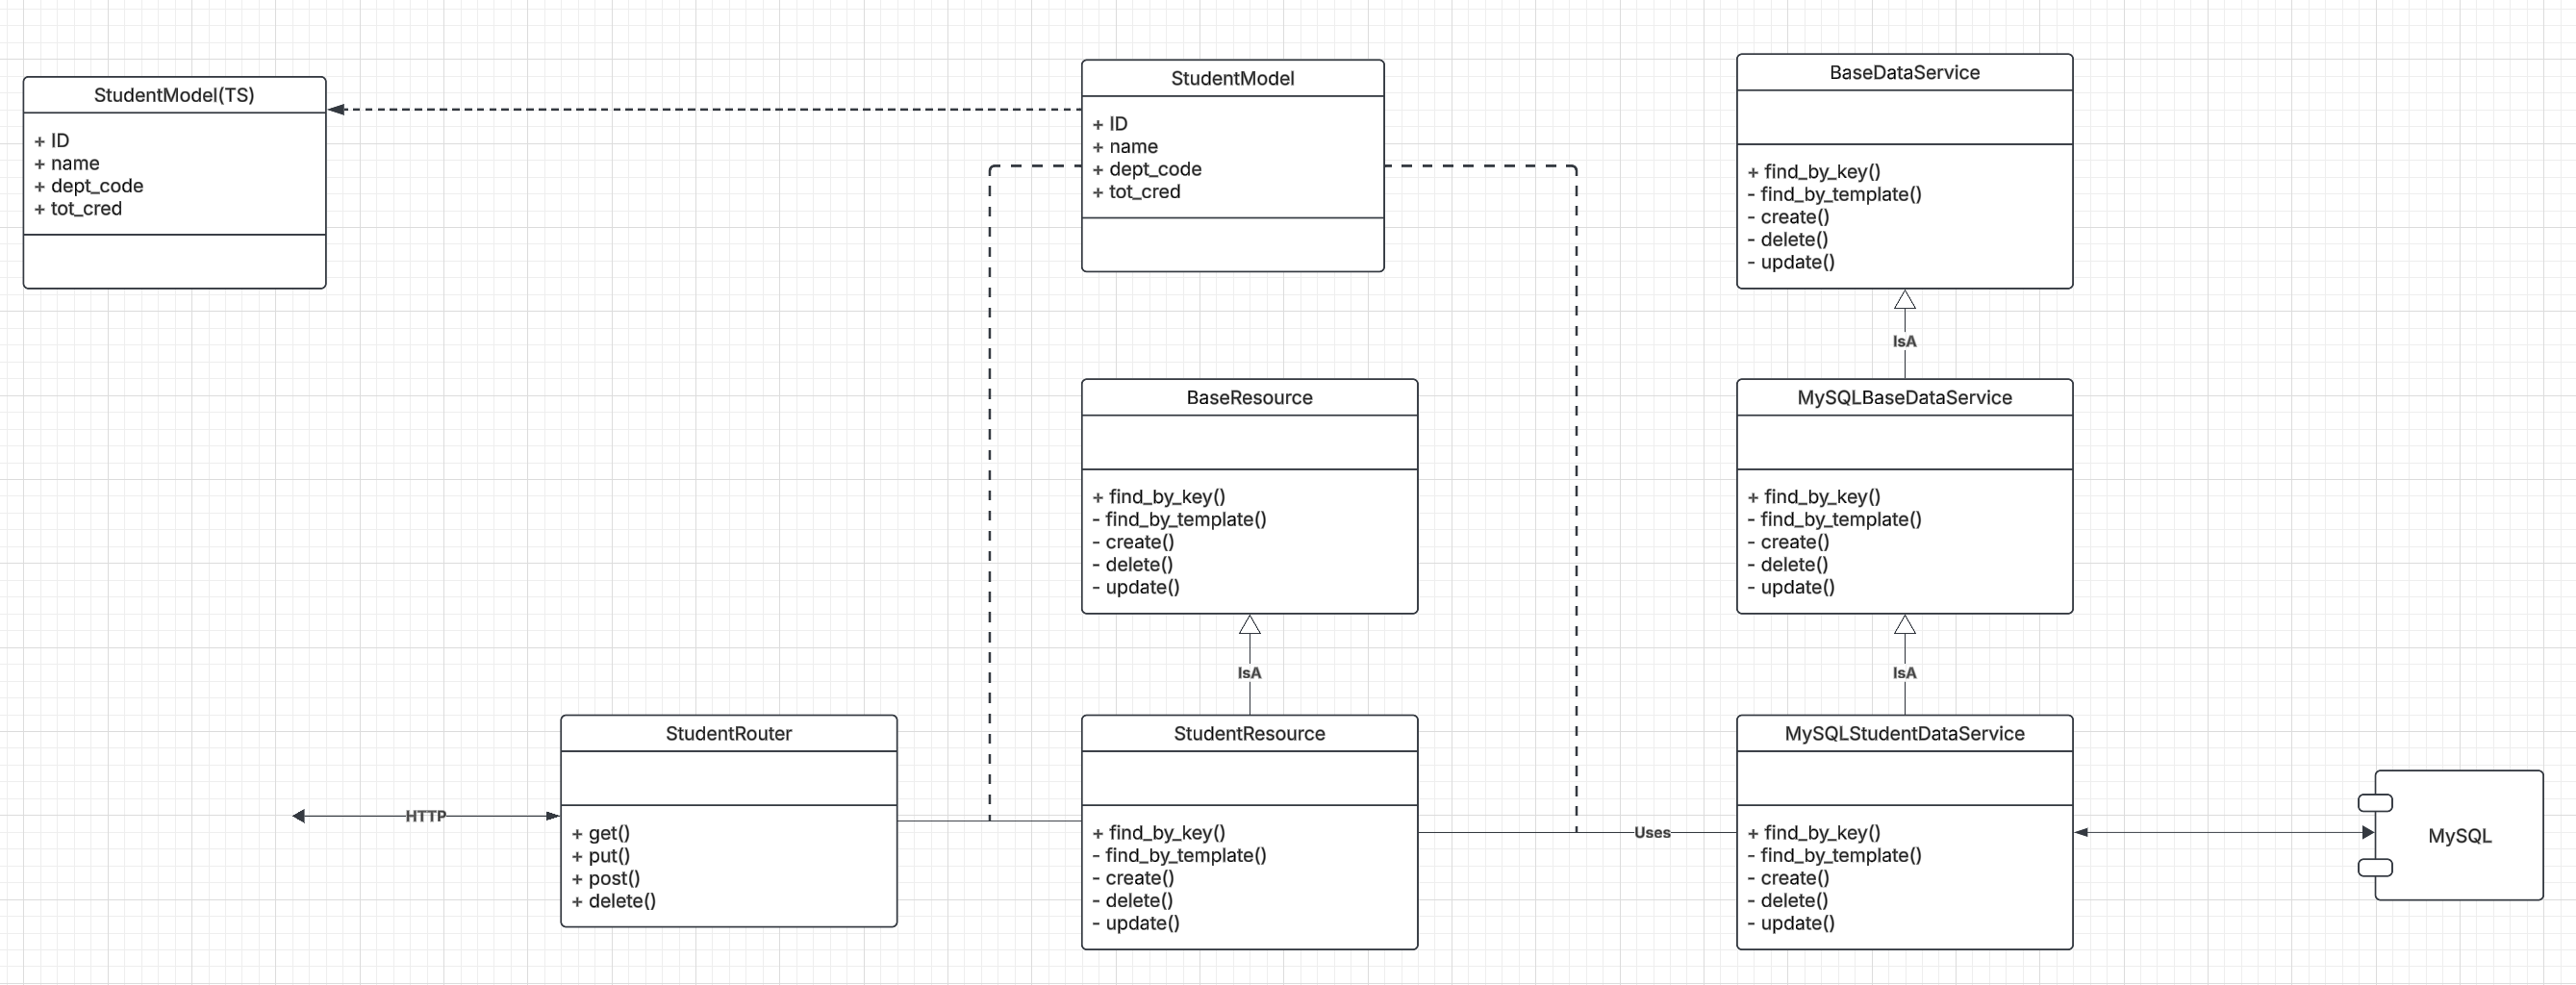 StudentModel(TS)
+ ID
+ name
+ dept_code
+ tot_cred
StudentModel
+ ID
+ name
+ dept_code
+ tot_cred
BaseDataService
+ find_by_key()
- find_by_template()
- create()
- delete()
- update()
IsA
BaseResource
+ find_by_key()
- find_by_template()
- create()
- delete()
- update()
MySQLBaseDataService
+ find_by_key()
- find_by_template()
- create()
- delete()
- update()
IsA
IsA
HTTP
StudentRouter
+ get()
+ put()
+ post()
+ delete()
StudentResource
+ find_by_key()
- find_by_template()
- create()
- delete()
- update()
Uses
MySQLStudentDataService
+ find_by_key()
- find_by_template()
- create()
- delete()
- update()
MySQL